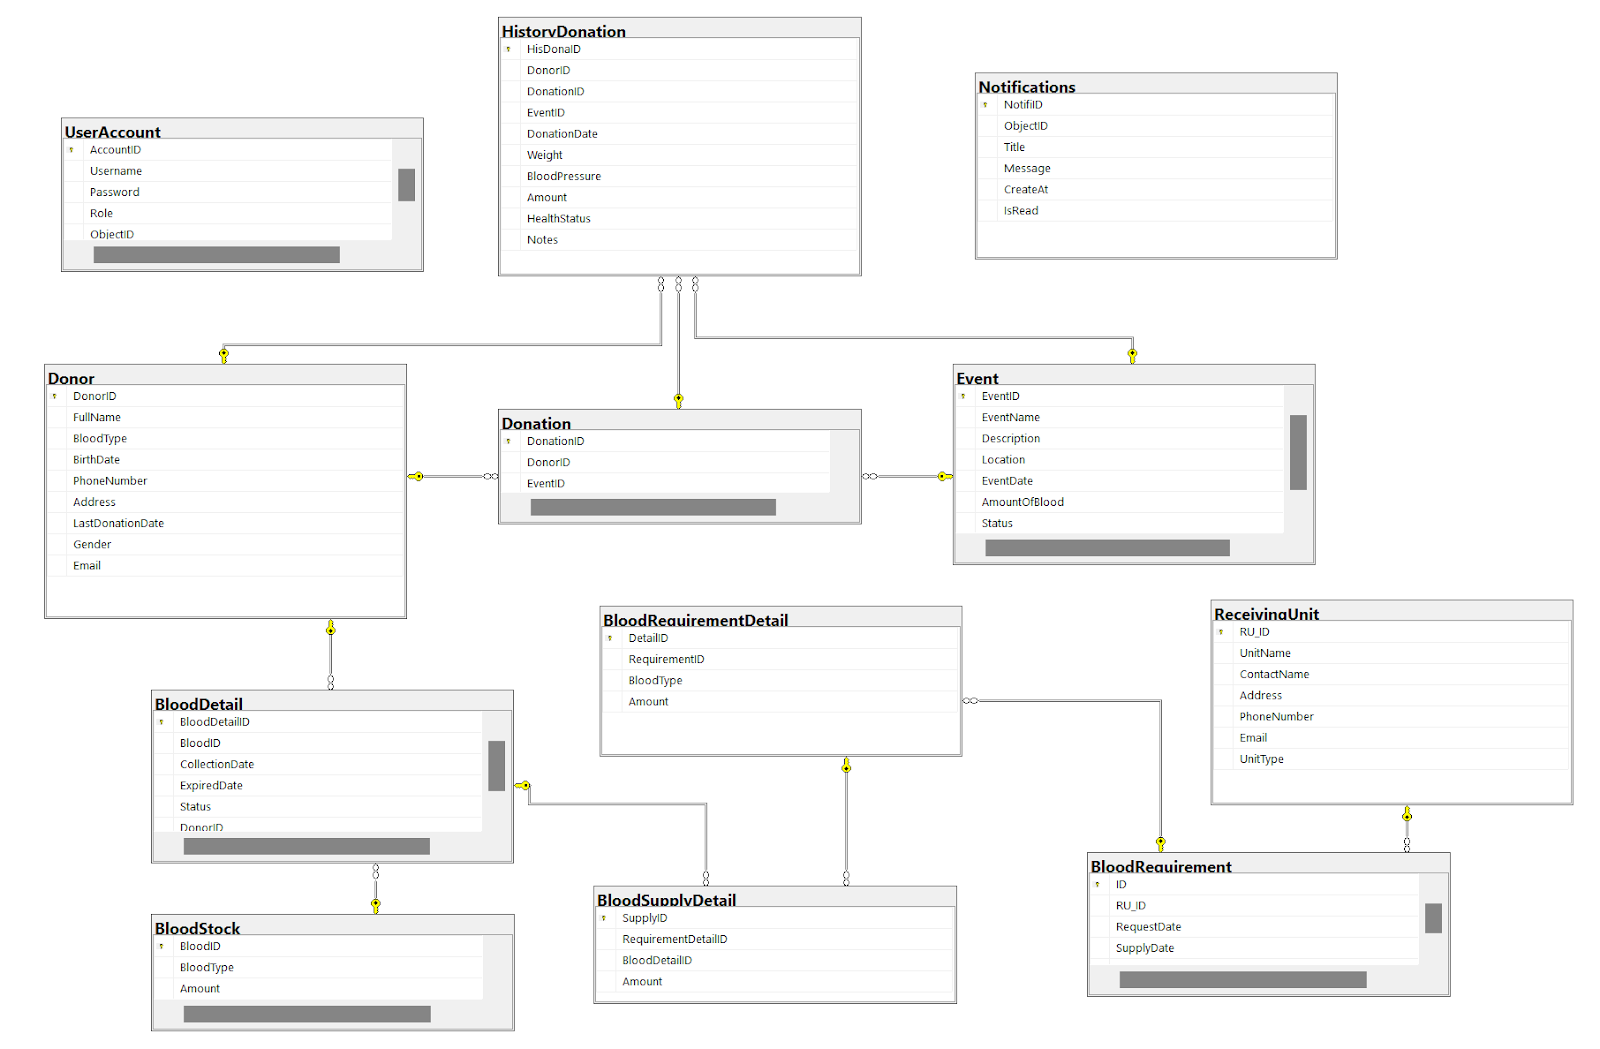 HistoryDonation
HisDonaID
DonorID
DonationID
EventID
DonationDate
Weight
BloodPressure
Amount
HealthStatus
Notes
Notifications
NotifiID
ObjectID
Title
Message
CreateAt
IsRead
UserAccount
AccountID
Username
Password
Role
ObjectID
Donor
DonorID
FullName
BloodType
BirthDate
PhoneNumber
Address
LastDonationDate
Gender
Email
Donation
DonationID
DonorID
EventID
Event
EventID
EventName
Description
Location
EventDate
AmountOfBlood
Status
BloodRequirementDetail
DetailID
RequirementID
BloodType
Amount
ReceivingUnit
RU_ID
UnitName
ContactName
Address
PhoneNumber
Email
UnitType
BloodDetail
BloodDetailID
BloodID
CollectionDate
ExpiredDate
Status
DonorID
BloodSupplyDetail
SupplyID
RequirementDetailID
BloodDetailID
Amount
BloodRequirement
ID
RU_ID
RequestDate
SupplyDate
BloodStock
BloodID
BloodType
Amount